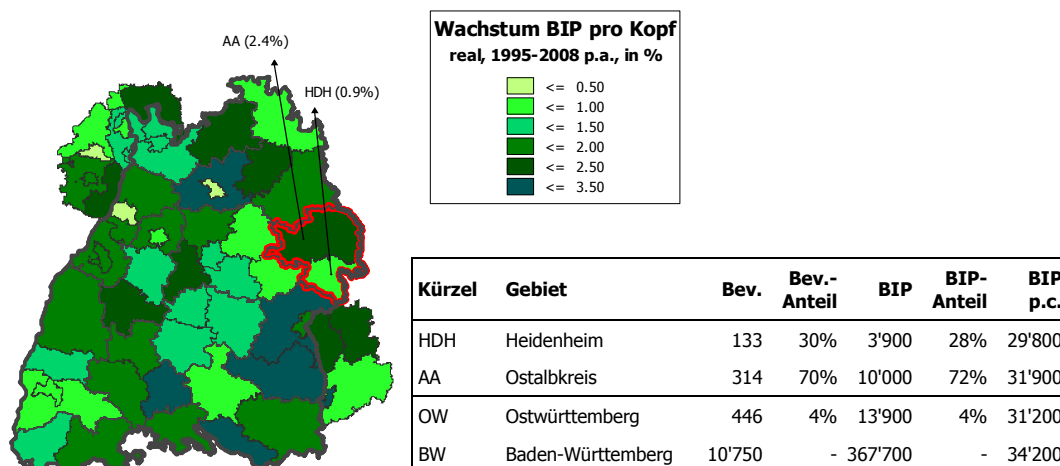 AA (2.4%)
HDH (0.9%)
Wachstum BIP pro Kopf
real, 1995-2008 p.a., in %
<= 0.50
<= 1.00
<= 1.50
<= 2.00
<= 2.50
<= 3.50
Kürzel Gebiet Bev. Bev.-Anteil BIP BIP-Anteil BIP p.c.
HDH Heidenheim 133 30% 3'900 28% 29'800
AA Ostalbkreis 314 70% 10'000 72% 31'900
OW Ostwürttemberg 446 4% 13'900 4% 31'200
BW Baden-Württemberg 10'750 - 367'700 - 34'200